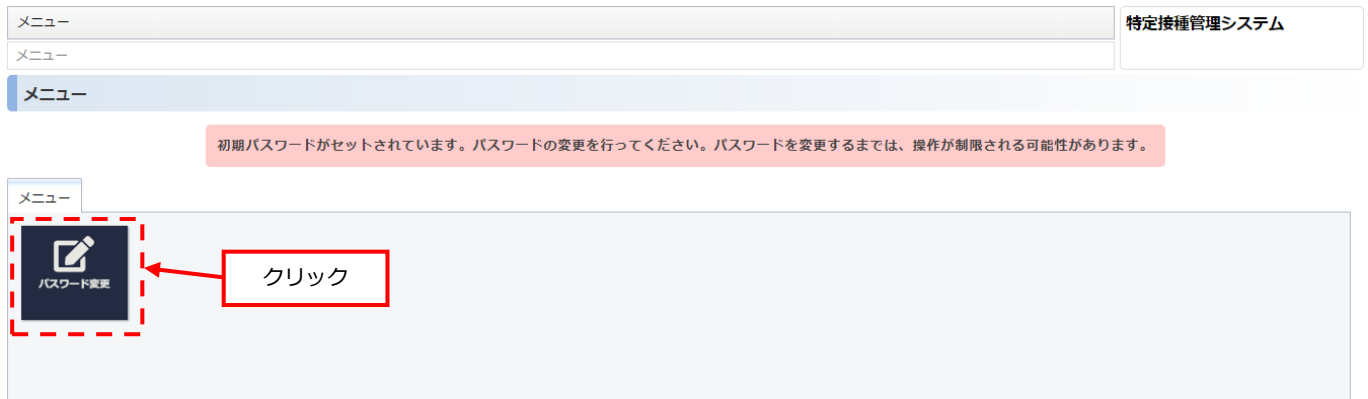 メニュー
特定接種管理システム
メニュー
メニュー
初期パスワードがセットされています。パスワードの変更を行ってください。パスワードを変更するまでは、操作が制限される可能性があります。
メニュー
パスワード変更
クリック